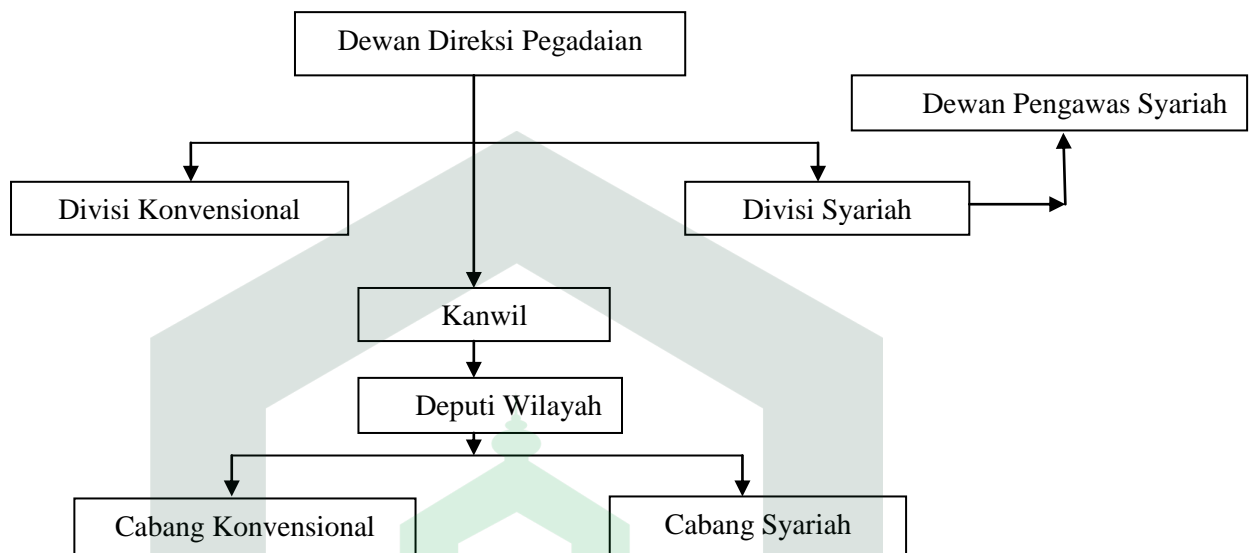 Dewan Direksi Pegadaian
Dewan Pengawas Syariah
Divisi Konvensional
Divisi Syariah
Kanwil
Deputi Wilayah
Cabang Konvensional
Cabang Syariah